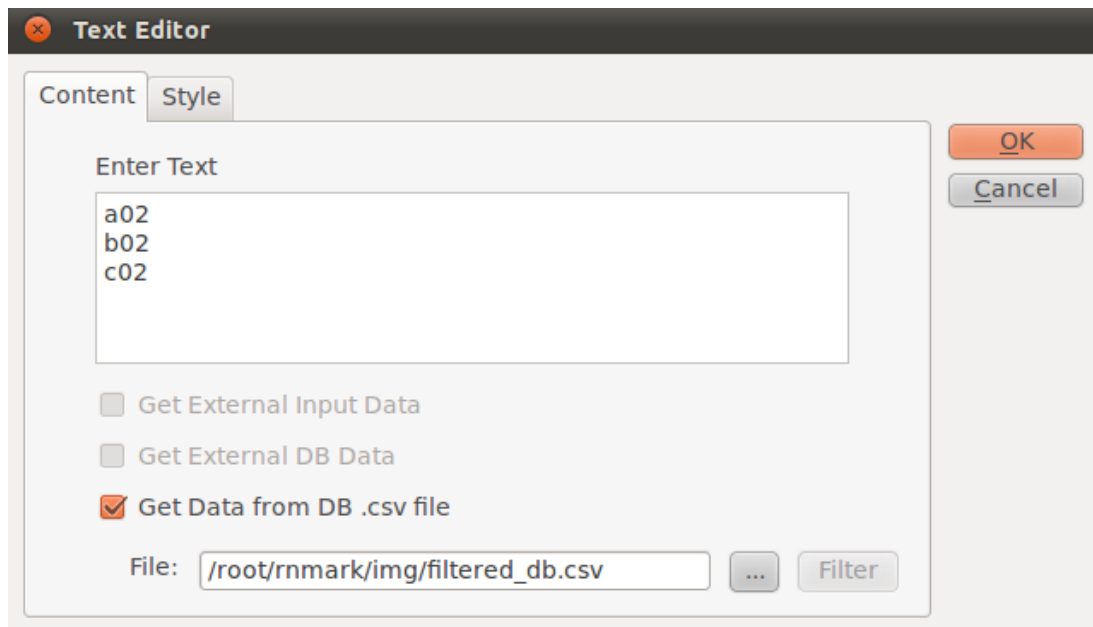 Text Editor
Content Style
OK
Enter Text
Cancel
a02
b02
c02
Get External Input Data
Get External DB Data
Get Data from DB .csv file
File: /root/rnmark/img/filtered_db.csv ... Filter